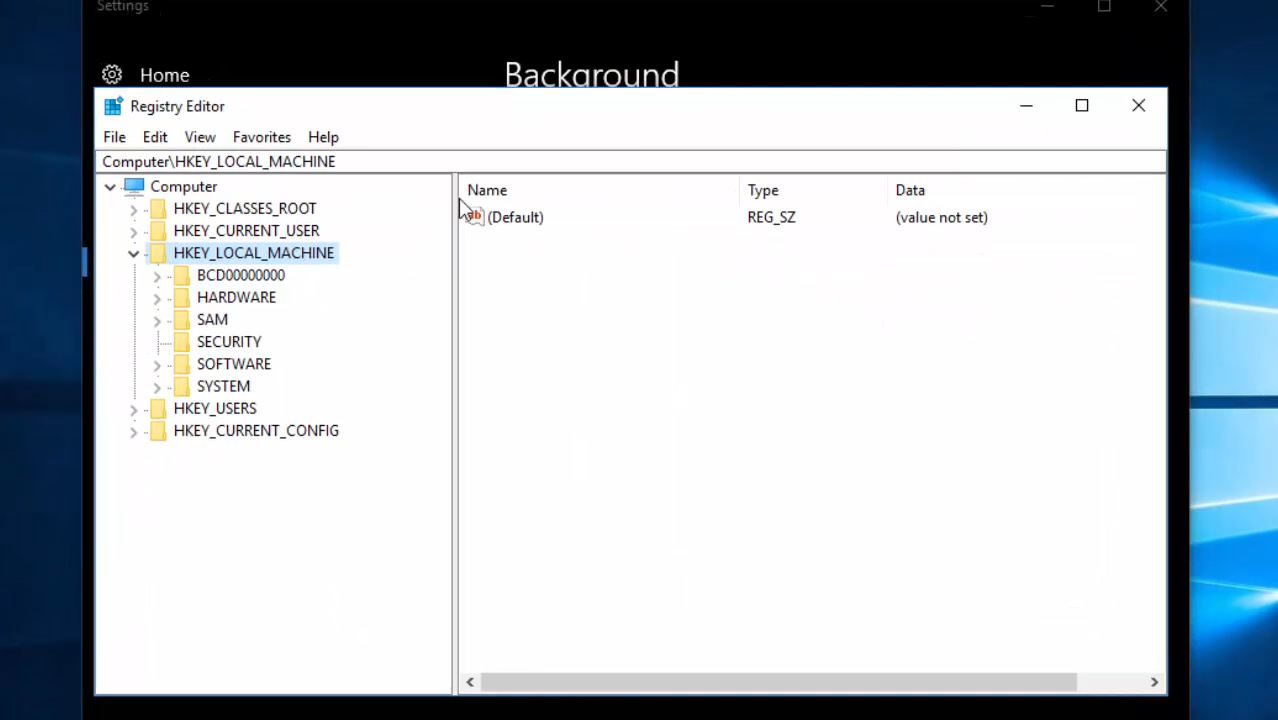 Settings
Home
Background
Registry Editor
File Edit View Favorites Help
Computer\HKEY_LOCAL_MACHINE
Computer
HKEY_CLASSES_ROOT
HKEY_CURRENT_USER
HKEY_LOCAL_MACHINE
BCD00000000
HARDWARE
SAM
SECURITY
SOFTWARE
SYSTEM
HKEY_USERS
HKEY_CURRENT_CONFIG
Name Type Data
(Default) REG_SZ (value not set)